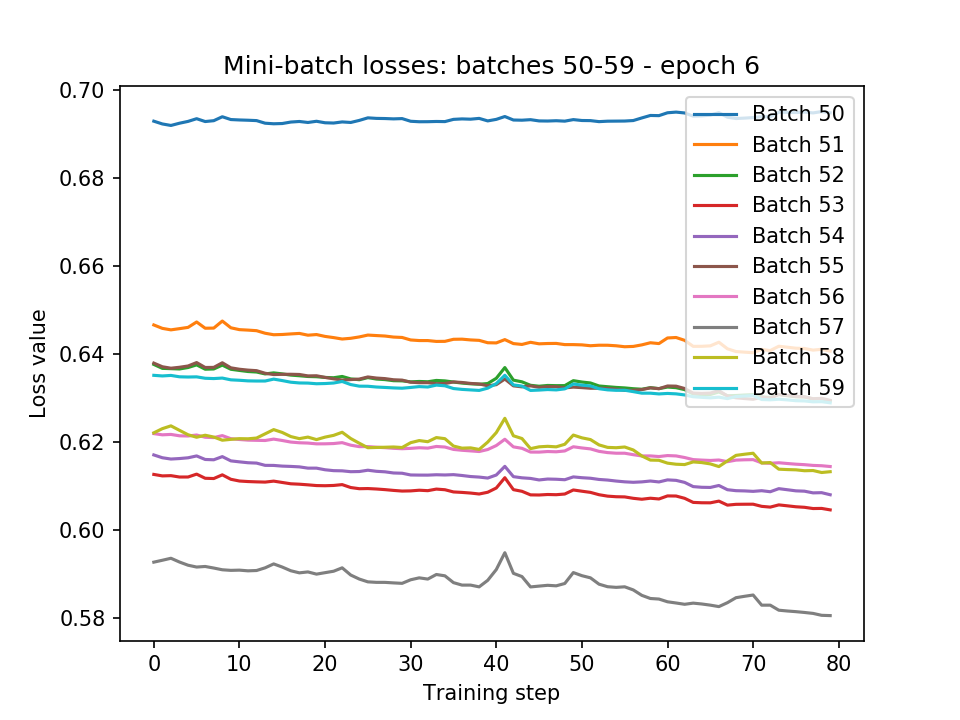 Mini-batch losses: batches 50-59 - epoch 6
0.70
0.68
0.66
0.64
0.62
0.60
0.58
Loss value
0 10 20 30 40 50 60 70 80
Training step
Batch 50
Batch 51
Batch 52
Batch 53
Batch 54
Batch 55
Batch 56
Batch 57
Batch 58
Batch 59